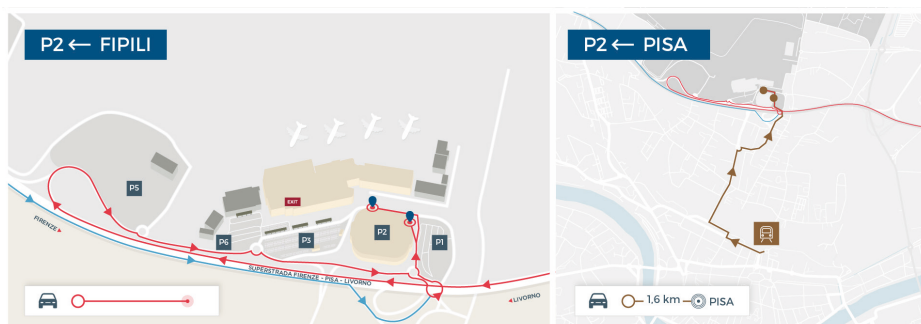 P2 ← FIPILI
P5
EXIT
P6
P3
P2
P1
FIRENZE
SUPERSTRADA FIRENZE - PISA - LIVORNO
LIVORNO
P2 ← PISA
1,6 km
PISA